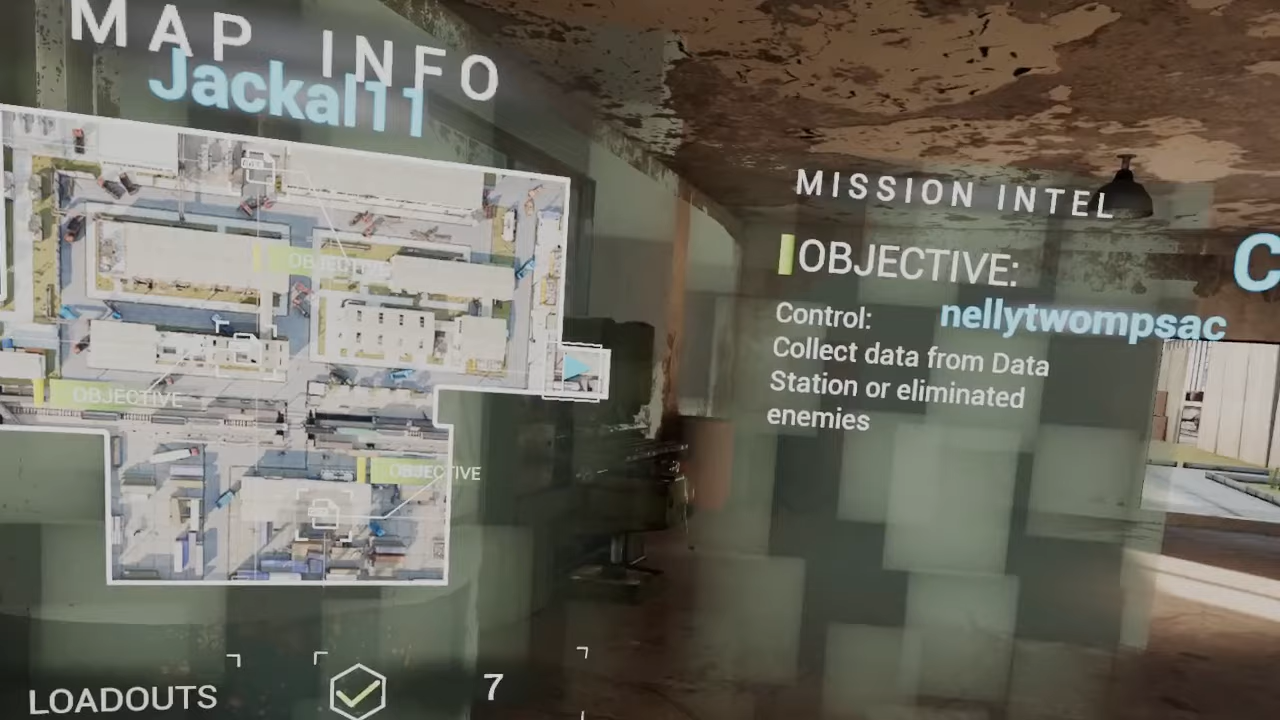 MAP INFO
Jackal11
OBJECTIVE
OBJECTIVE
OBJECTIVE
LOADOUTS
7
MISSION INTEL
OBJECTIVE:
Control:
nellytwompsac
Collect data from Data
Station or eliminated
enemies
C